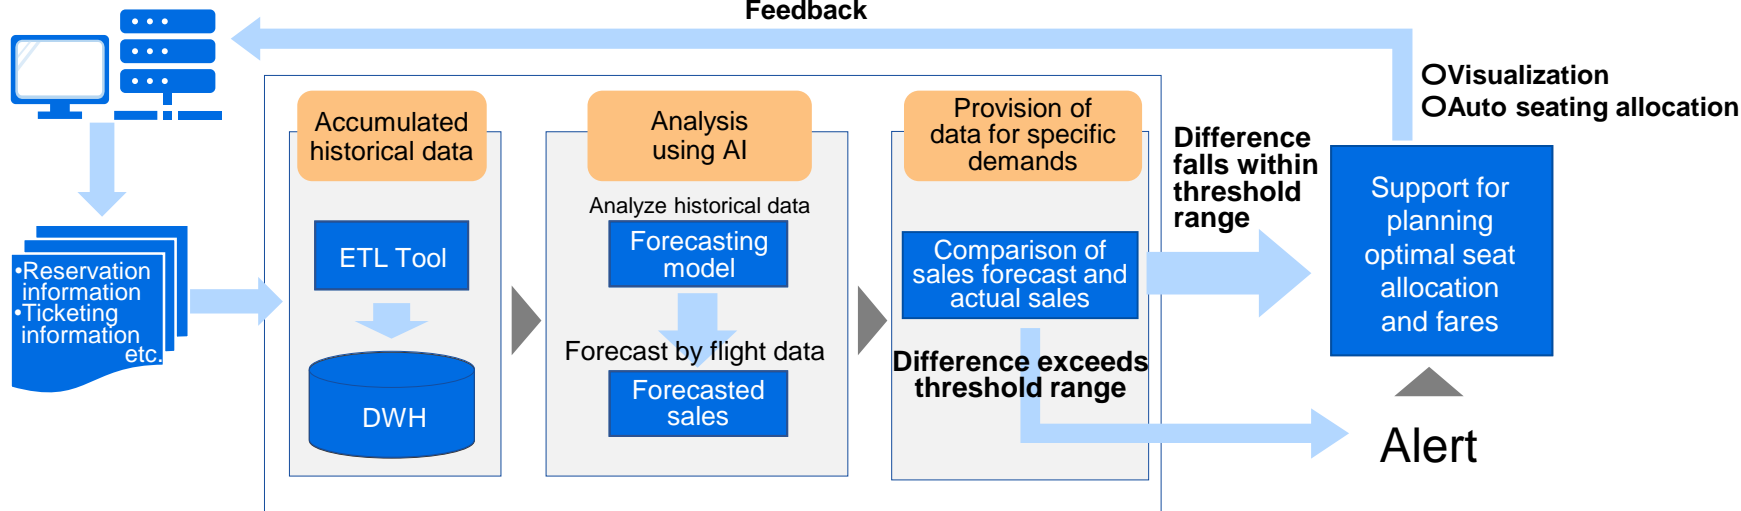 Feedback
○Visualization
○Auto seating allocation
•Reservation
information
•Ticketing
information
etc.
Accumulated
historical data
ETL Tool
DWH
Analysis
using AI
Analyze historical data
Forecasting
model
Forecast by flight data
Forecasted
sales
Provision of
data for specific
demands
Comparison of
sales forecast and
actual sales
Difference exceeds
threshold range
Difference
falls within
threshold
range
Support for
planning
optimal seat
allocation
and fares
Alert